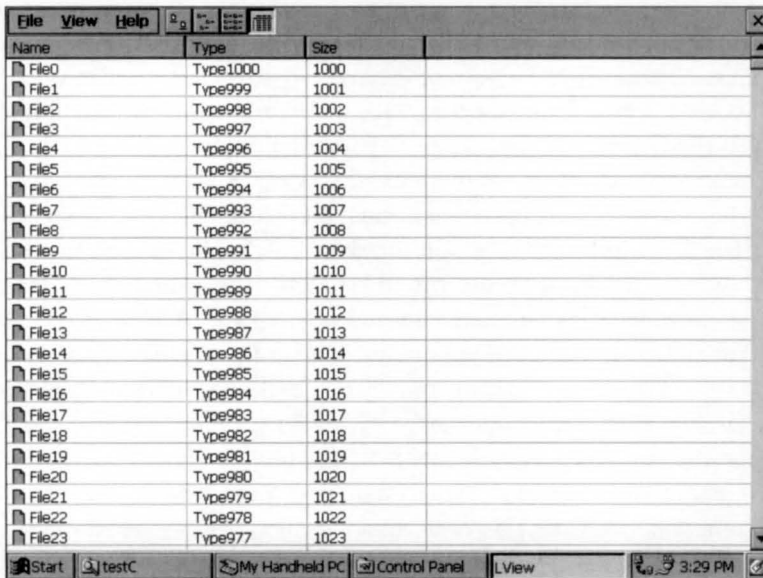 File View Help
Name Type Size
File0 Type1000 1000
File1 Type999 1001
File2 Type998 1002
File3 Type997 1003
File4 Type996 1004
File5 Type995 1005
File6 Type994 1006
File7 Type993 1007
File8 Type992 1008
File9 Type991 1009
File10 Type990 1010
File11 Type989 1011
File12 Type988 1012
File13 Type987 1013
File14 Type986 1014
File15 Type985 1015
File16 Type984 1016
File17 Type983 1017
File18 Type982 1018
File19 Type981 1019
File20 Type980 1020
File21 Type979 1021
File22 Type978 1022
File23 Type977 1023
Start testC My Handheld PC Control Panel LView 3:29 PM